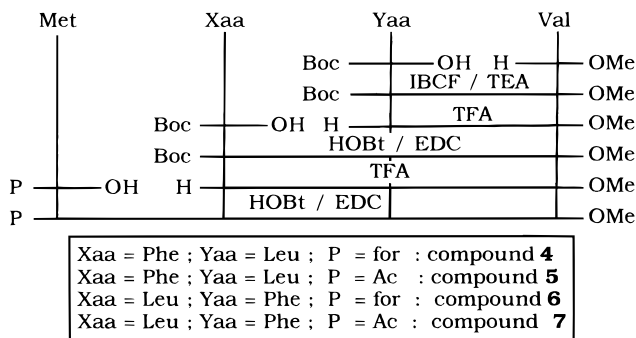 Met Xaa Yaa Val
Boc OH H OMe
IBCF / TEA
Boc OMe
TFA
Boc OH H OMe
HOBt / EDC
Boc OMe
TFA
P OH H OMe
HOBt / EDC
P OMe
Xaa = Phe ; Yaa = Leu ; P = for : compound 4
Xaa = Phe ; Yaa = Leu ; P = Ac : compound 5
Xaa = Leu ; Yaa = Phe ; P = for : compound 6
Xaa = Leu ; Yaa = Phe ; P = Ac : compound 7